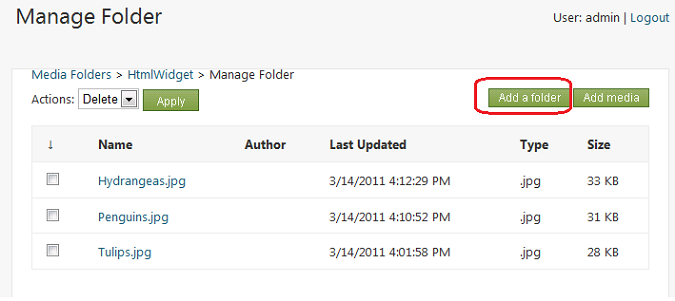 Manage Folder
User: admin | Logout
Media Folders > HtmlWidget > Manage Folder
Actions: Delete Apply Add a folder Add media
↓ Name Author Last Updated Type Size
Hydrangeas.jpg 3/14/2011 4:12:29 PM .jpg 33 KB
Penguins.jpg 3/14/2011 4:10:52 PM .jpg 31 KB
Tulips.jpg 3/14/2011 4:01:58 PM .jpg 28 KB